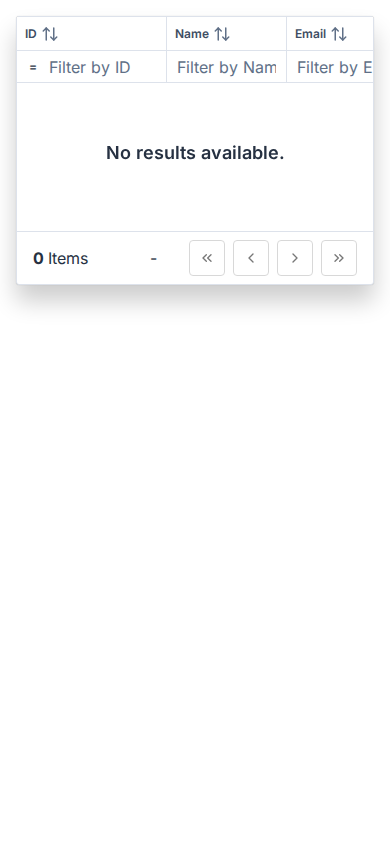 ID Name Email
= Filter by ID Filter by Nam Filter by E
No results available.
0 Items -